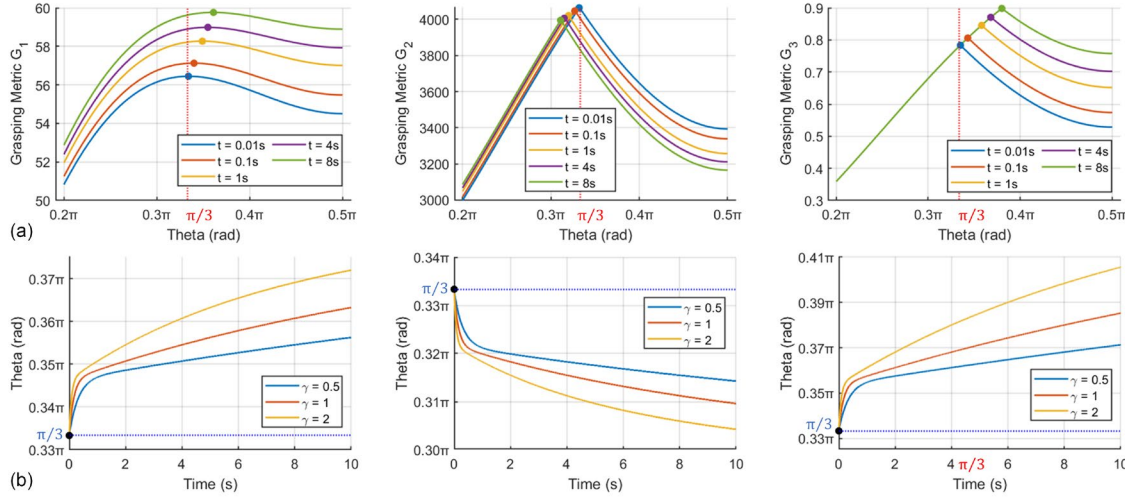 (a)
Grasping Metric G1
60
58
56
54
52
50
t = 0.01s
t = 0.1s
t = 1s
t = 4s
t = 8s
0.2π
0.3π
π/3
0.4π
0.5π
Theta (rad)
Grasping Metric G2
4000
3800
3600
3400
3200
3000
t = 0.01s
t = 0.1s
t = 1s
t = 4s
t = 8s
0.2π
0.3π
π/3
0.4π
0.5π
Theta (rad)
Grasping Metric G3
0.9
0.8
0.7
0.6
0.5
0.4
0.3
t = 0.01s
t = 0.1s
t = 1s
t = 4s
t = 8s
0.2π
0.3π
π/3
0.4π
0.5π
Theta (rad)
(b)
Theta (rad)
0.37π
0.36π
0.35π
0.34π
π/3
0.33π
γ = 0.5
γ = 1
γ = 2
0
2
4
6
8
10
Time (s)
Theta (rad)
0.34π
π/3
0.33π
0.32π
0.31π
0.30π
γ = 0.5
γ = 1
γ = 2
0
2
4
6
8
10
Time (s)
Theta (rad)
0.41π
0.39π
0.37π
0.35π
π/3
0.33π
γ = 0.5
γ = 1
γ = 2
0
2
4
π/3
6
8
10
Time (s)